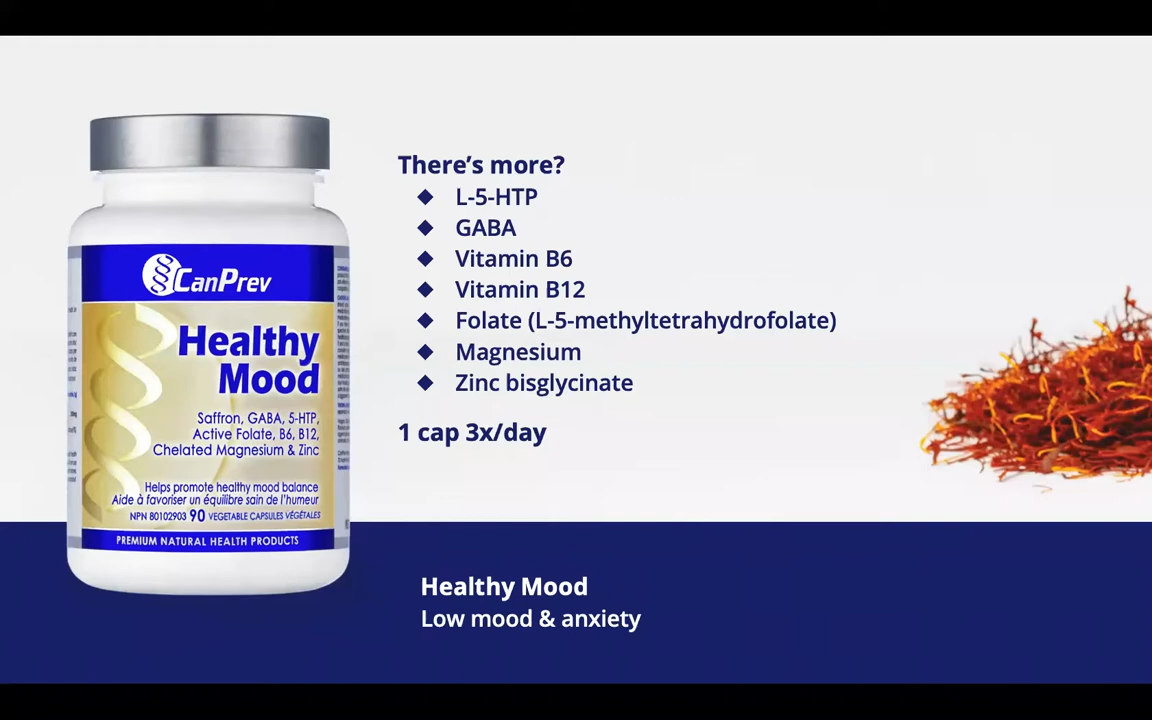 CanPrev
Healthy
Mood
Saffron, GABA, 5-HTP,
Active Folate, B6, B12,
Chelated Magnesium & Zinc
Helps promote healthy mood balance
Aide à favoriser un équilibre sain de l'humeur
NPN 80102903 90 VEGETABLE CAPSULES VÉGÉTALES
PREMIUM NATURAL HEALTH PRODUCTS
There's more?
◆ L-5-HTP
◆ GABA
◆ Vitamin B6
◆ Vitamin B12
◆ Folate (L-5-methyltetrahydrofolate)
◆ Magnesium
◆ Zinc bisglycinate
1 cap 3x/day
Healthy Mood
Low mood & anxiety